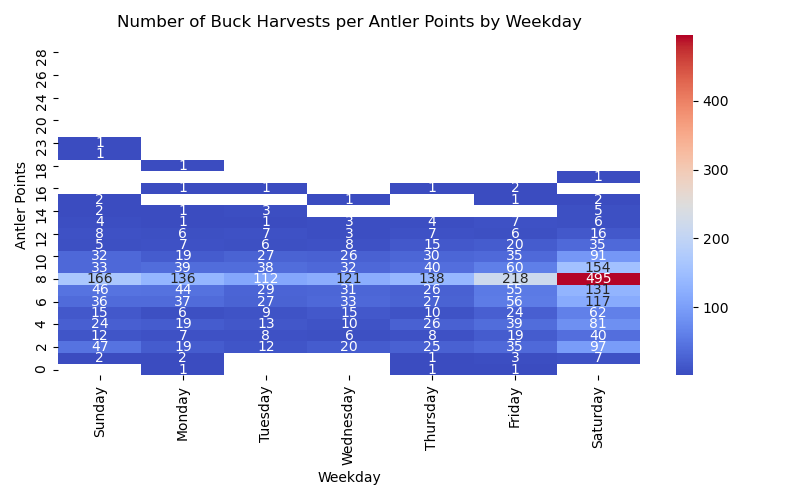 Number of Buck Harvests per Antler Points by Weekday
28
26
24
20
23 1
1
18 1
1
16 1 1 1 2
2 1 1 2
14 2 1 3 5
4 1 1 3 4 7 6
12 8 6 7 3 7 6 16
5 7 6 8 15 20 35
10 32 19 27 26 30 35 91
33 39 38 32 40 60 154
8 166 136 112 121 138 218 495
46 44 29 31 26 55 131
6 36 37 27 33 27 56 117
15 6 9 15 10 24 62
4 24 19 13 10 26 39 81
12 7 8 6 8 19 40
2 47 19 12 20 25 35 97
2 2 1 3 7
0 1 1 1
Antler Points
Sunday Monday Tuesday Wednesday Thursday Friday Saturday
Weekday
400
300
200
100